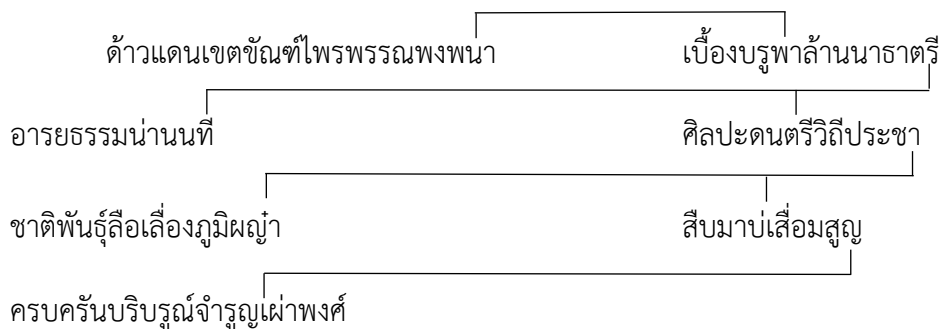 ด้าวแดนเขตขัณฑ์ไพรพรรณพงพนา เบื้องบรูพาล้านนาธาตรี
อารยธรรมน่านนที ศิลปะดนตรีวิถีประชา
ชาติพันธุ์ลือเลื่องภูมิผญ๋า สืบมาบ่เสื่อมสูญ
ครบครันบริบรูณ์จำรูญเผ่าพงศ์